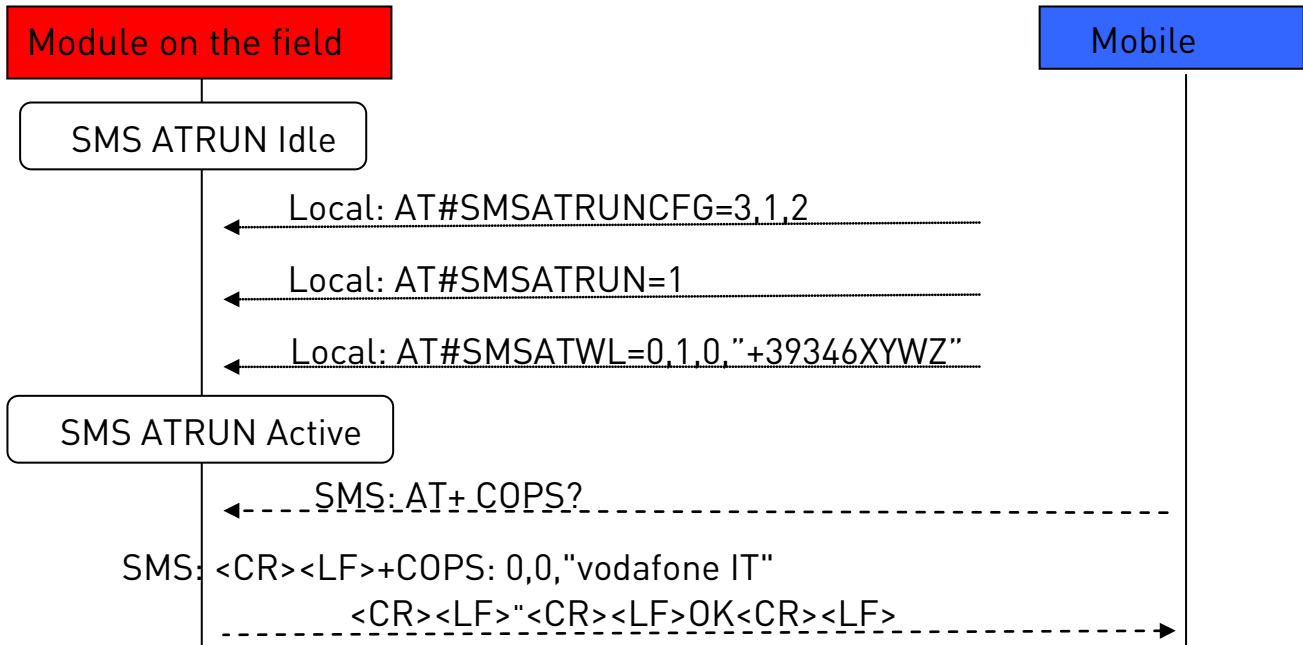 Module on the field
Mobile
SMS ATRUN Idle
Local: AT#SMSATRUNCFG=3,1,2
Local: AT#SMSATRUN=1
Local: AT#SMSATWL=0,1,0,”+39346XYWZ”
SMS ATRUN Active
SMS: AT+ COPS?
SMS: <CR><LF>+COPS: 0,0,"vodafone IT"
<CR><LF>"<CR><LF>OK<CR><LF>